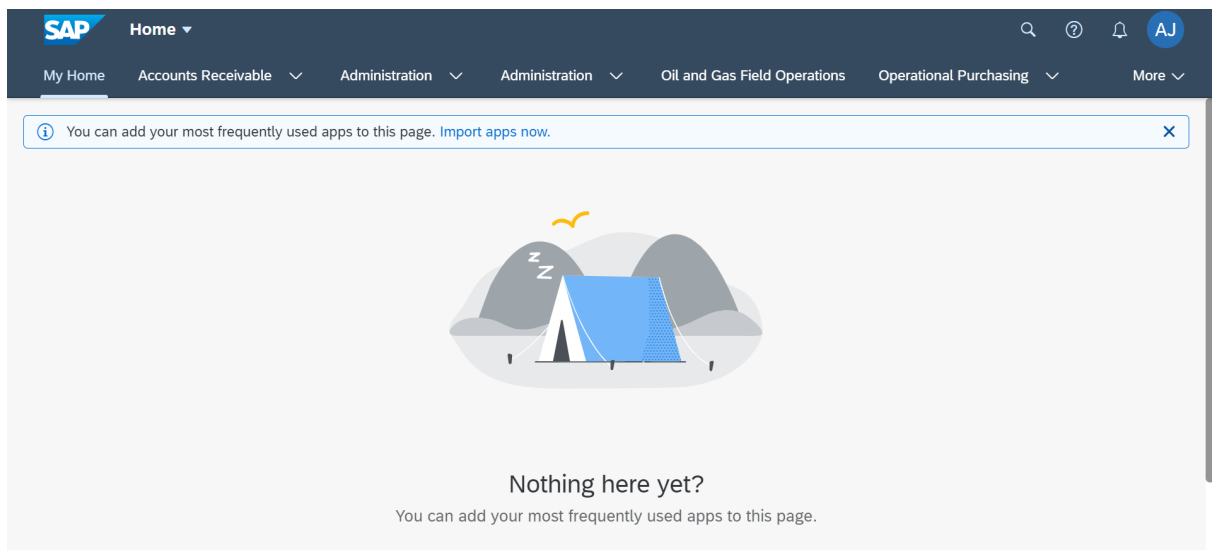 SAP Home
AJ
My Home Accounts Receivable Administration Administration Oil and Gas Field Operations Operational Purchasing More
You can add your most frequently used apps to this page. Import apps now.
z
Z
Nothing here yet?
You can add your most frequently used apps to this page.